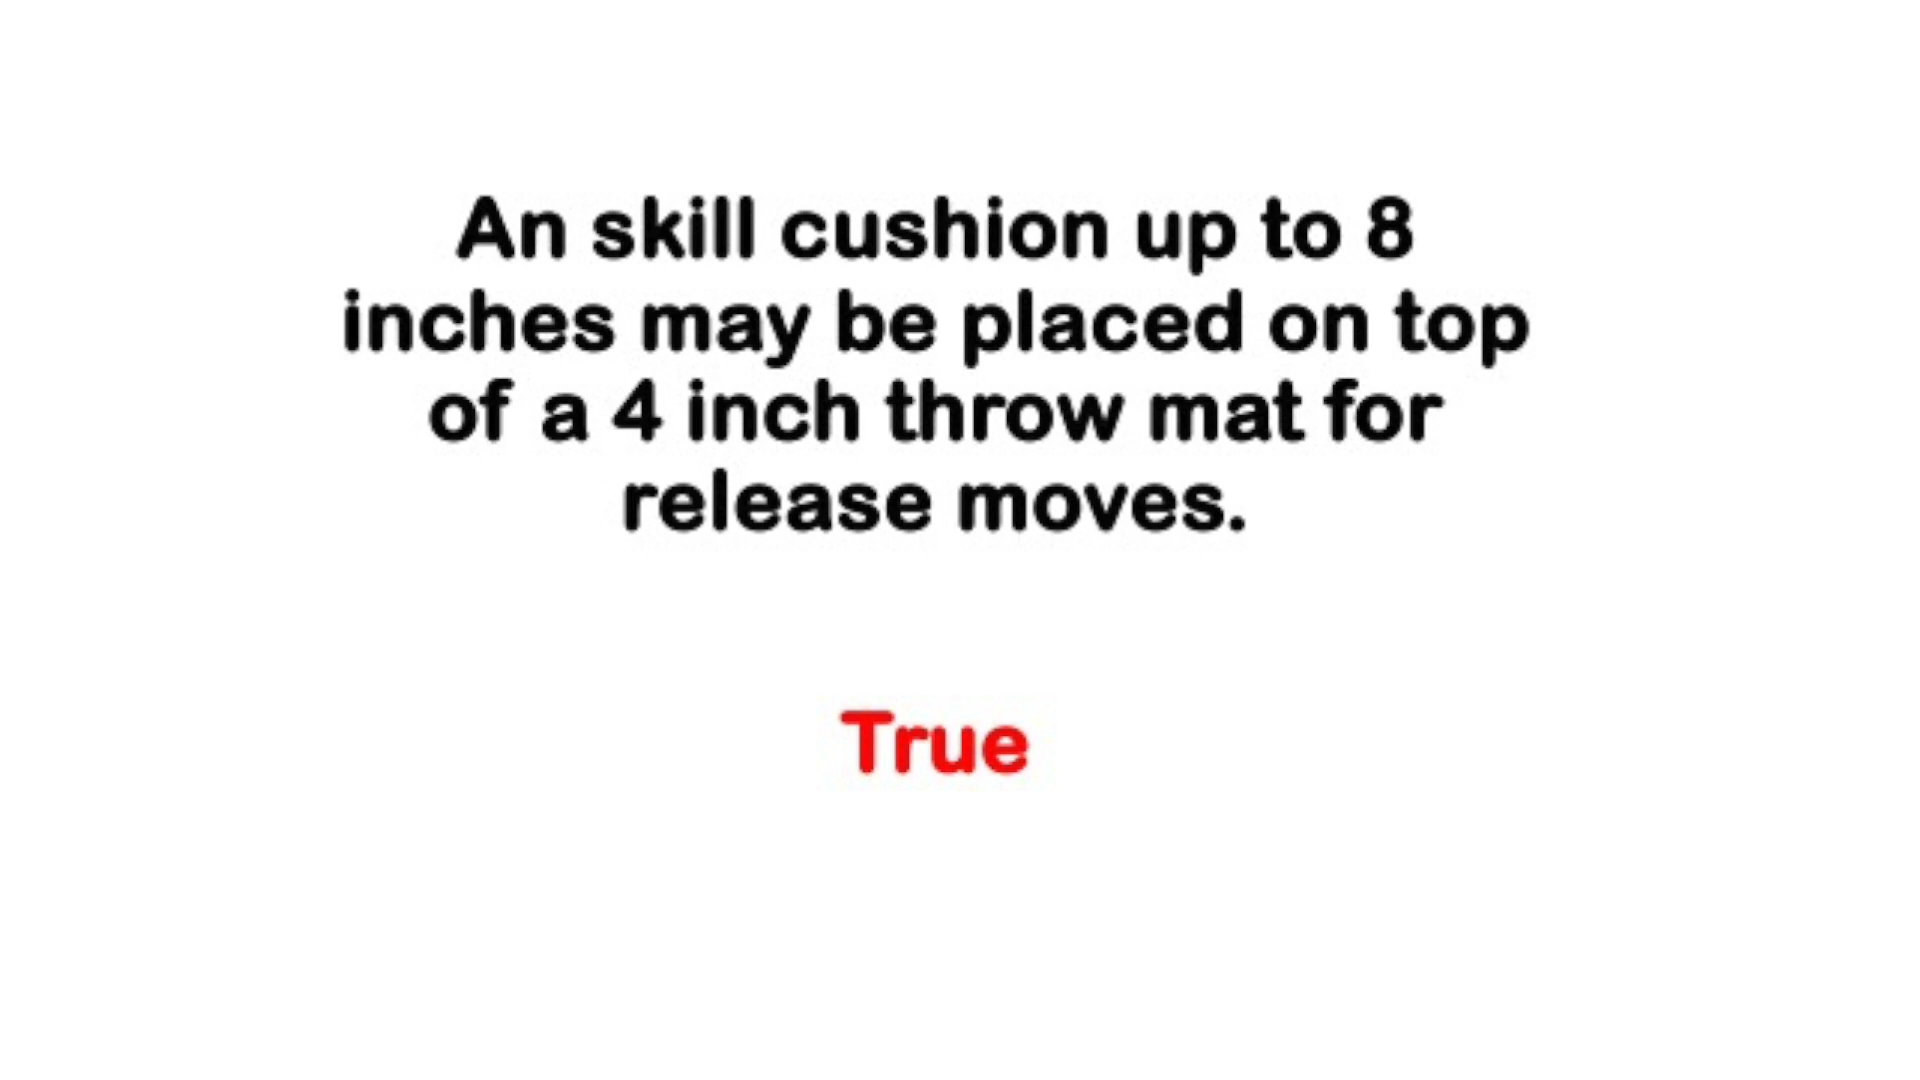 An skill cushion up to 8
inches may be placed on top
of a 4 inch throw mat for
release moves.
True